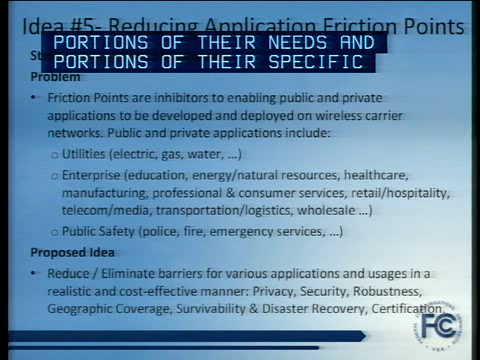 Idea #5- Reducing Application Friction Points
PORTIONS OF THEIR NEEDS AND
PORTIONS OF THEIR SPECIFIC
St
Problem
• Friction Points are inhibitors to enabling public and private
applications to be developed and deployed on wireless carrier
networks. Public and private applications include:
o Utilities (electric, gas, water, …)
o Enterprise (education, energy/natural resources, healthcare,
manufacturing, professional & consumer services, retail/hospitality,
telecom/media, transportation/logistics, wholesale …)
o Public Safety (police, fire, emergency services, …)
Proposed Idea
• Reduce / Eliminate barriers for various applications and usages in a
realistic and cost-effective manner: Privacy, Security, Robustness,
Geographic Coverage, Survivability & Disaster Recovery, Certification
FCC